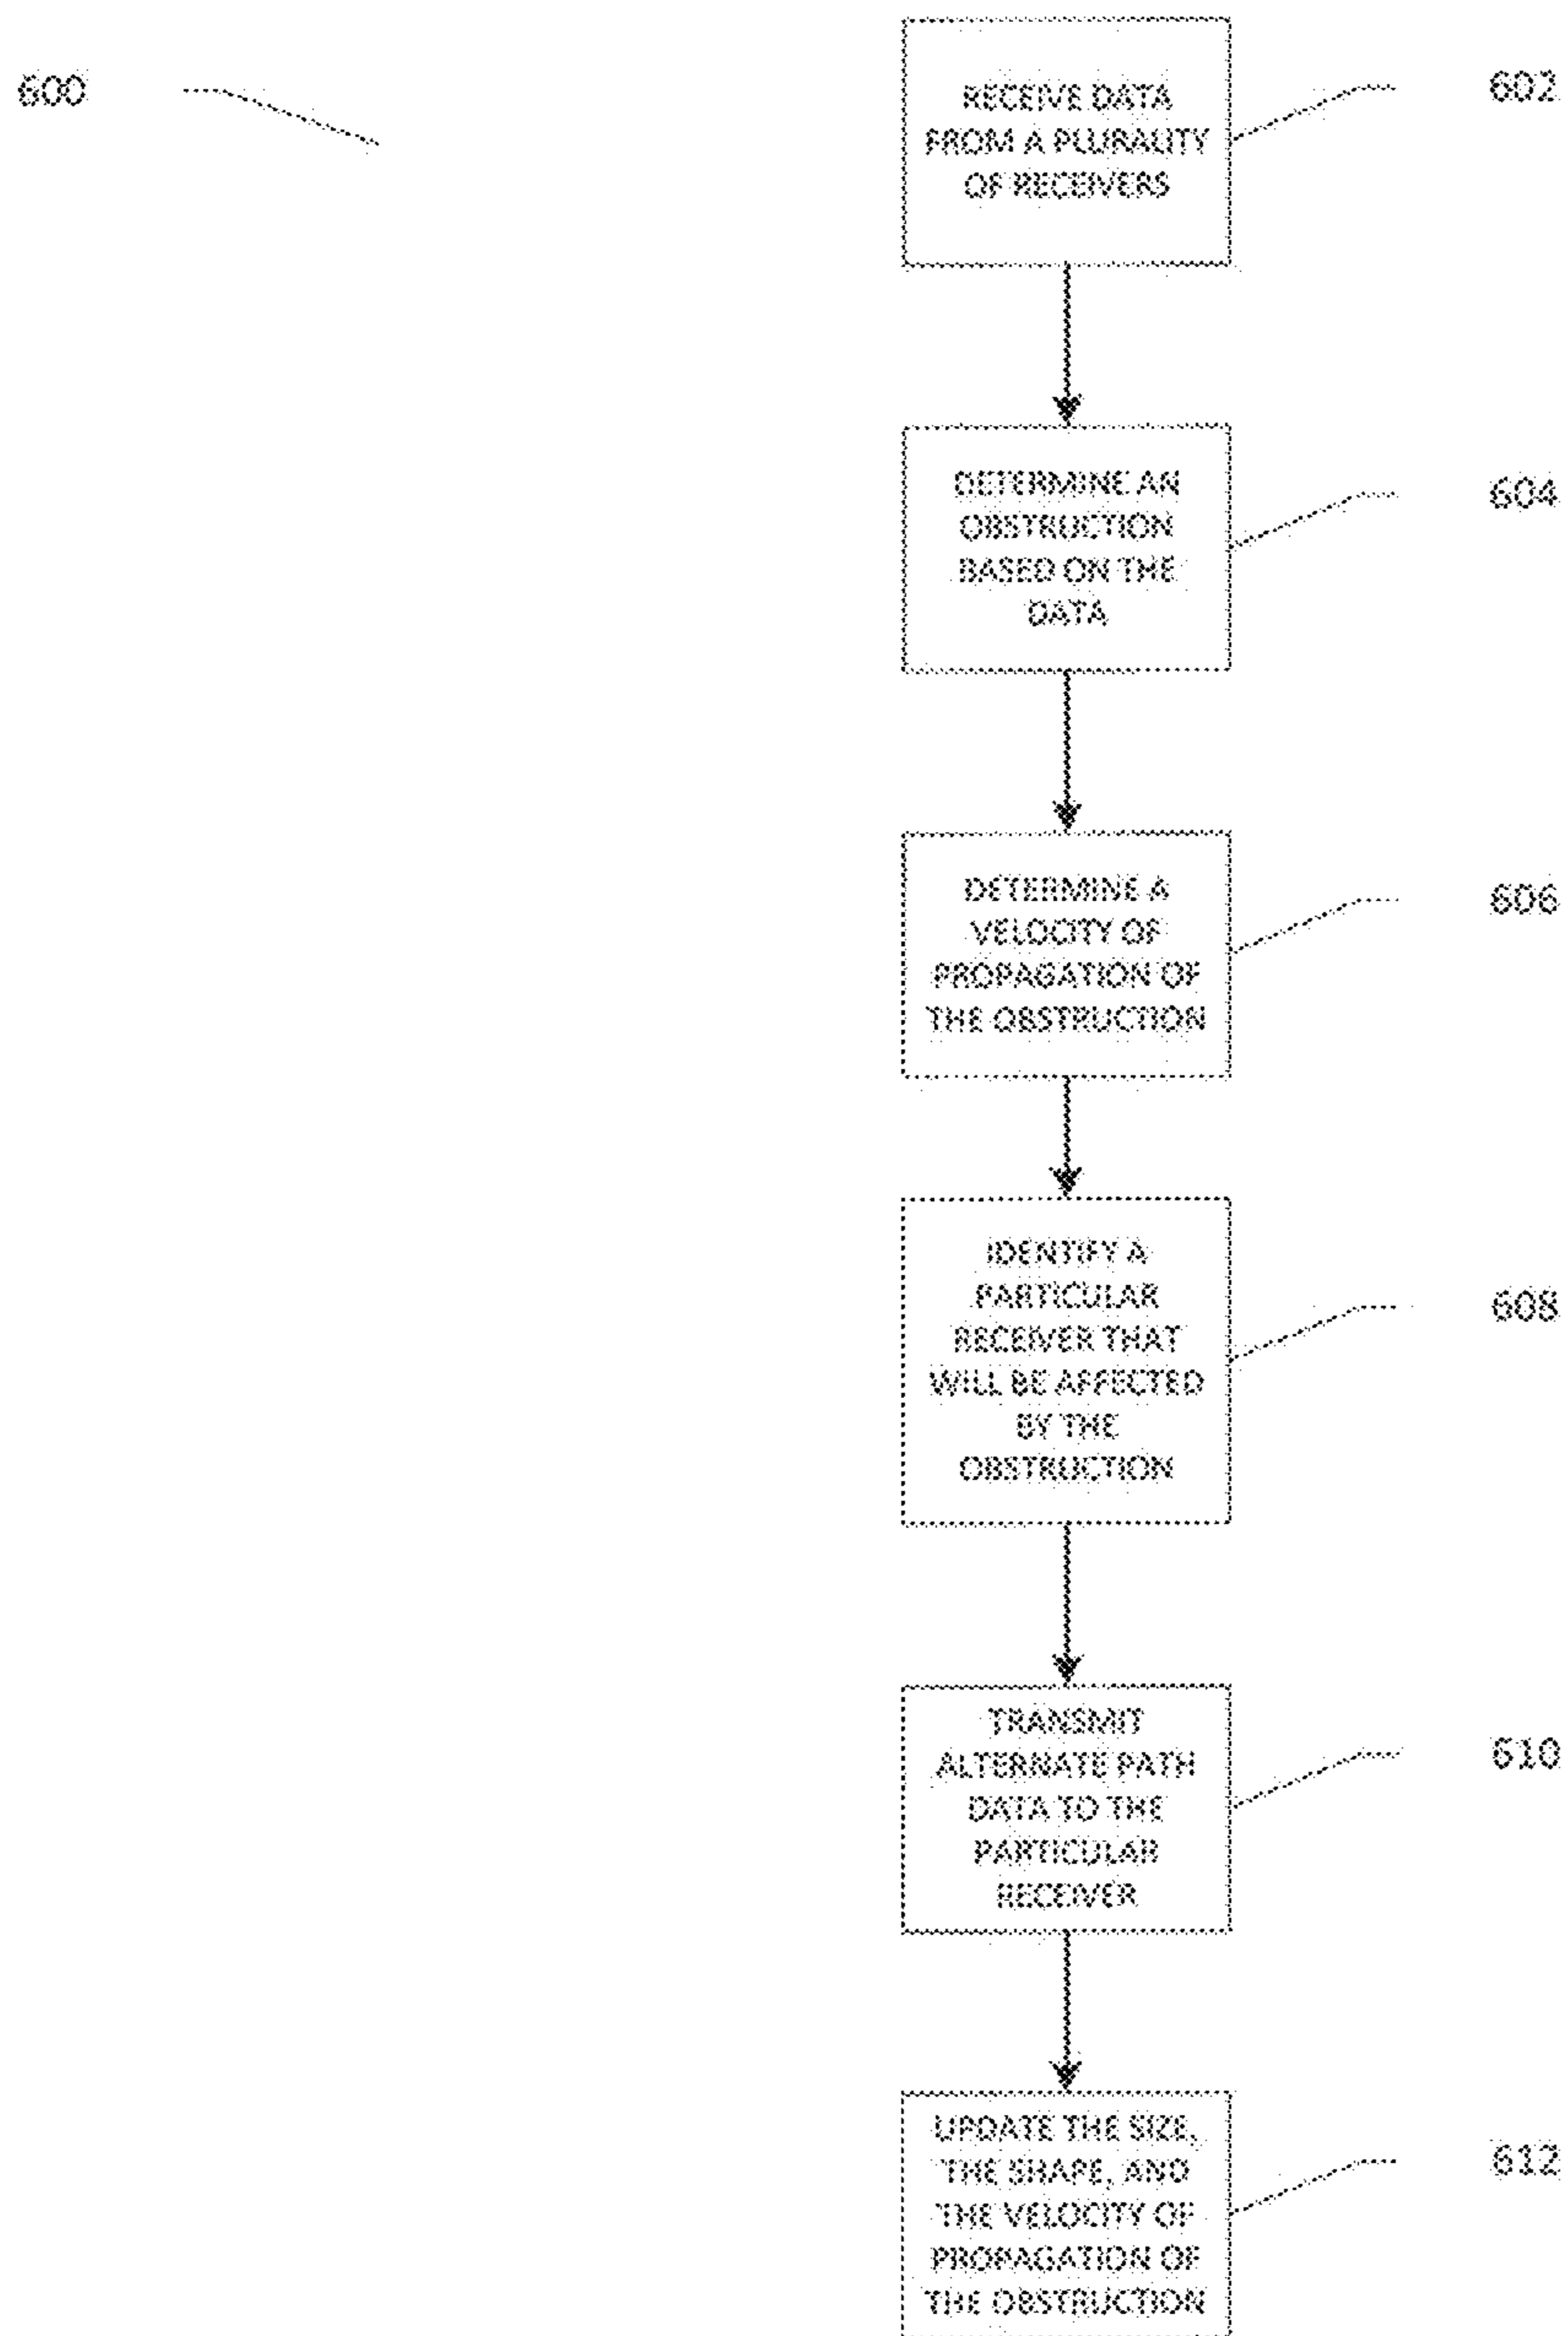 600
RECEIVE DATA
FROM A PLURALITY
OF RECEIVERS
602
DETERMINE AN
OBSTRUCTION
BASED ON THE
DATA
604
DETERMINE A
VELOCITY OF
PROPAGATION OF
THE OBSTRUCTION
606
IDENTIFY A
PARTICULAR
RECEIVER THAT
WILL BE AFFECTED
BY THE
OBSTRUCTION
608
TRANSMIT
ALTERNATE PATH
DATA TO THE
PARTICULAR
RECEIVER
610
UPDATE THE SIZE,
THE SHAPE, AND
THE VELOCITY OF
PROPAGATION OF
THE OBSTRUCTION
612